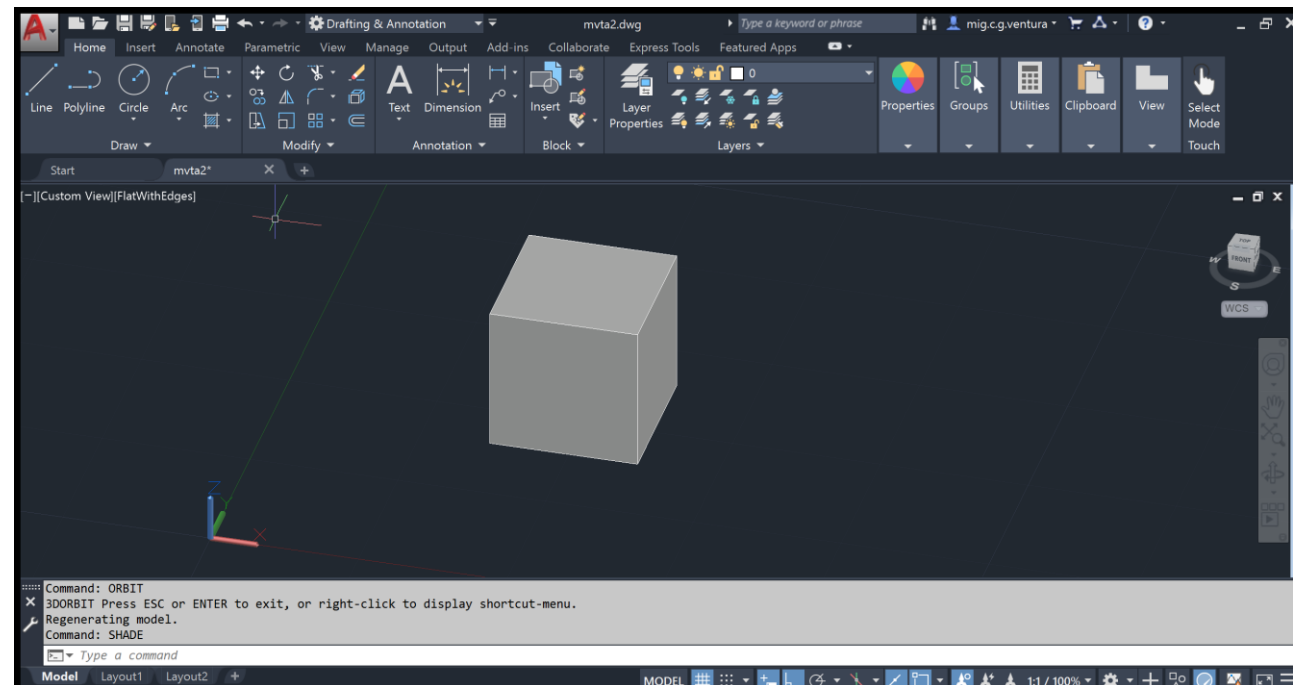 A Drafting & Annotation mvta2.dwg Type a keyword or phrase mig.c.g.ventura ?
Home Insert Annotate Parametric View Manage Output Add-ins Collaborate Express Tools Featured Apps
0
Line Polyline Circle Arc Text Dimension Insert Layer Properties Properties Groups Utilities Clipboard View Select Mode
Draw Modify Annotation Block Layers Touch
Start mvta2* +
[-][Custom View][FlatWithEdges]
TOP
W FRONT E
S
WCS
Z
Y
X
Command: ORBIT
3DORBIT Press ESC or ENTER to exit, or right-click to display shortcut-menu.
Regenerating model.
Command: SHADE
Type a command
Model Layout1 Layout2 + MODEL 1:1 / 100%